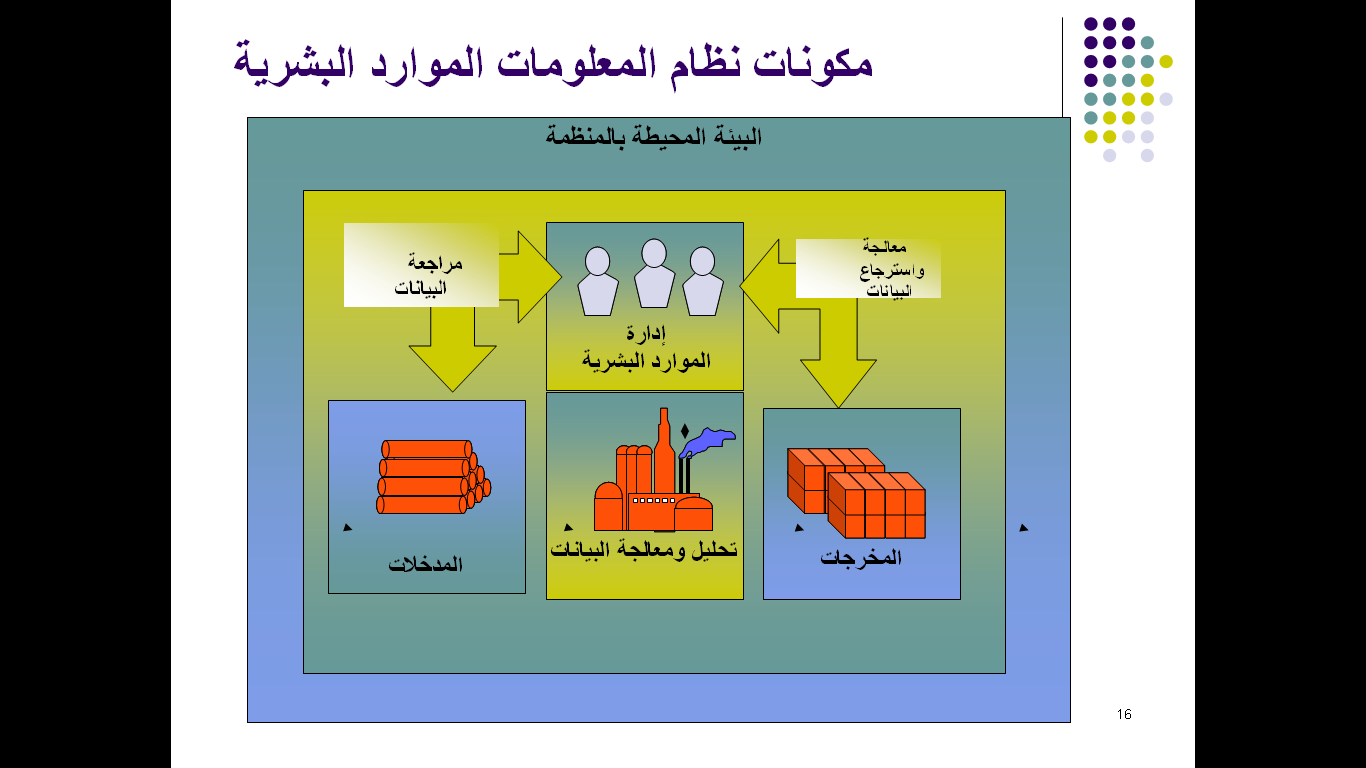 مكونات نظام المعلومات الموارد البشرية
البيئة المحيطة بالمنظمة
معالجة
واسترجاع
البيانات
مراجعة
البيانات
إدارة
الموارد البشرية
المدخلات
تحليل ومعالجة البيانات
المخرجات
16